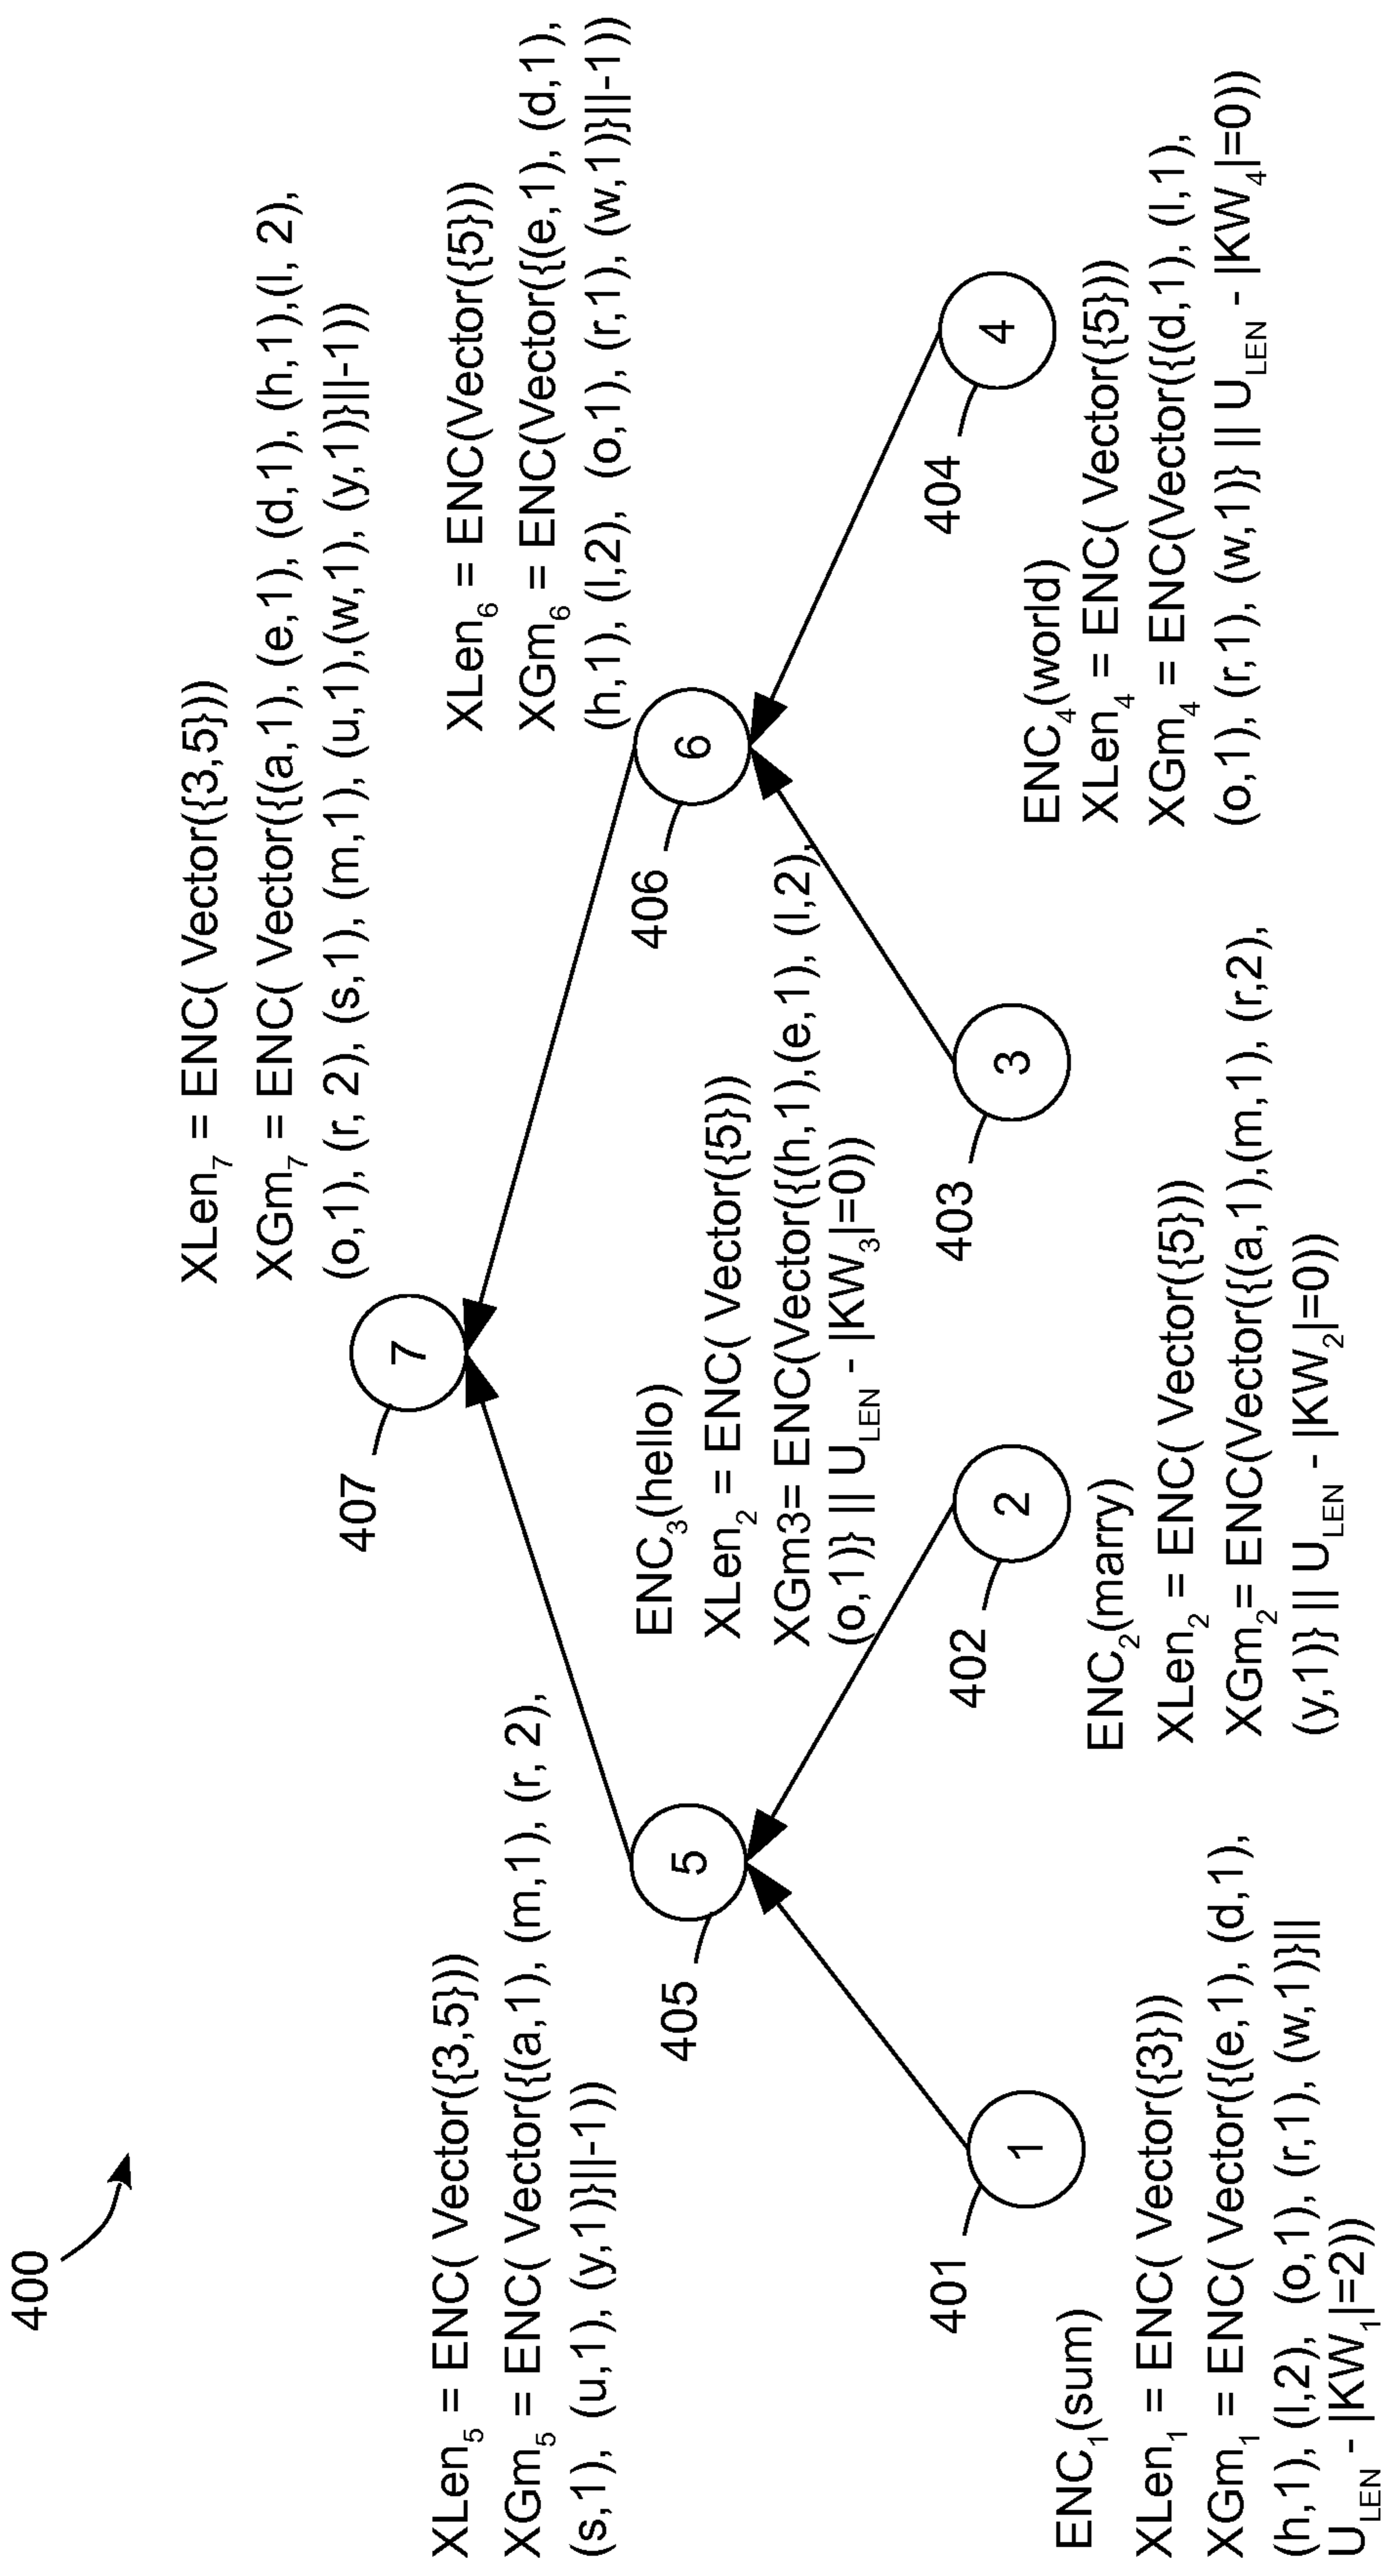 400
XLen7 = ENC( Vector({3,5}))
XGm7 = ENC( Vector({(a,1), (e,1), (d,1), (h,1),(l, 2),
(o,1), (r, 2), (s,1), (m,1), (u,1),(w,1), (y,1)}||-1))
407
7
XLen5 = ENC( Vector({3,5}))
XGm5 = ENC( Vector({(a,1), (m,1), (r, 2),
(s,1), (u,1), (y,1)}||-1))
405
5
XLen6 = ENC(Vector({5}))
XGm6 = ENC(Vector({(e,1), (d,1),
(h,1), (l,2), (o,1), (r,1), (w,1)}||-1))
406
6
ENC3(hello)
XLen2 = ENC( Vector({5}))
XGm3= ENC(Vector({(h,1),(e,1), (l,2),
(o,1)} || ULEN - |KW3|=0))
401
1
402
2
403
3
404
4
ENC1(sum)
XLen1 = ENC( Vector({3}))
XGm1 = ENC( Vector({(e,1), (d,1),
(h,1), (l,2), (o,1), (r,1), (w,1)}||
ULEN - |KW1|=2))
ENC2(marry)
XLen2 = ENC( Vector({5}))
XGm2= ENC(Vector({(a,1),(m,1), (r,2),
(y,1)} || ULEN - |KW2|=0))
ENC4(world)
XLen4 = ENC( Vector({5}))
XGm4 = ENC(Vector({(d,1), (l,1),
(o,1), (r,1), (w,1)} || ULEN - |KW4|=0))